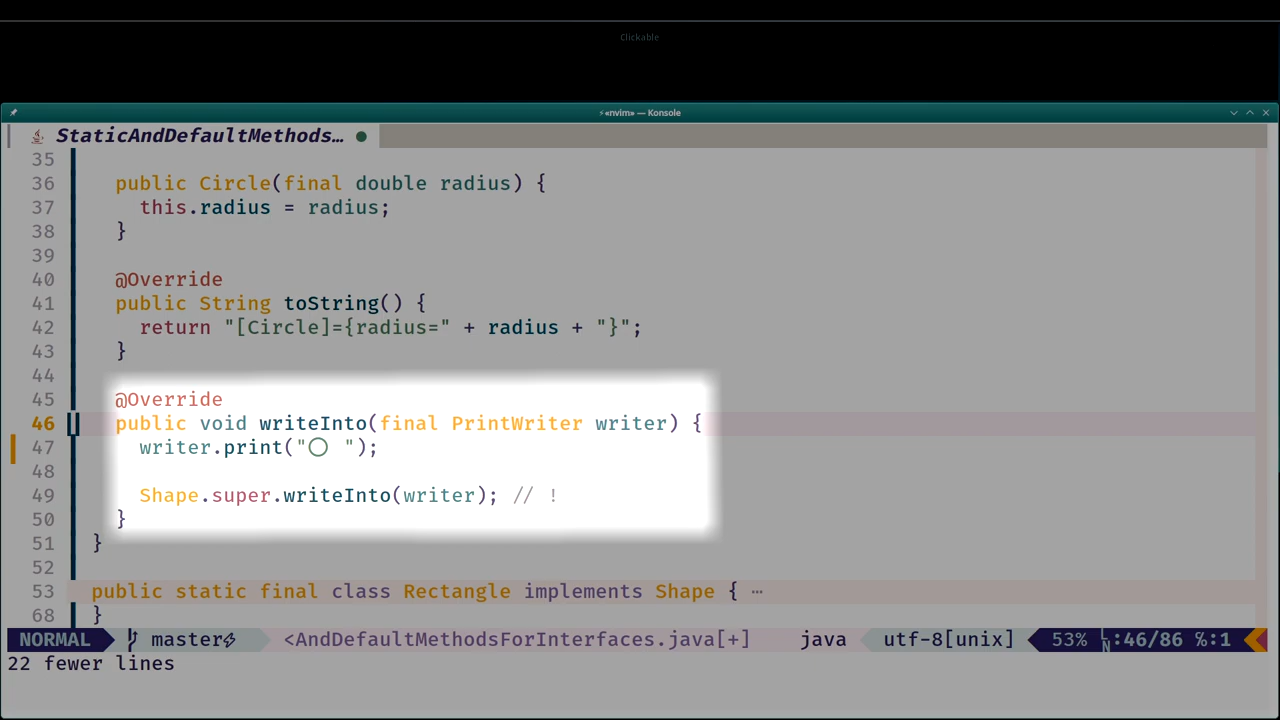 Clickable
⚡«nvim» — Konsole
StaticAndDefaultMethods… ●
35
36 public Circle(final double radius) {
37 this.radius = radius;
38 }
39
40 @Override
41 public String toString() {
42 return "[Circle]={radius=" + radius + "}";
43 }
44
45 @Override
46 public void writeInto(final PrintWriter writer) {
47 writer.print("◯ ");
48
49 Shape.super.writeInto(writer); // !
50 }
51 }
52
53 public static final class Rectangle implements Shape { ⋯
68 }
NORMAL master⚡ <AndDefaultMethodsForInterfaces.java[+] java utf-8[unix] 53% LN:46/86 ℅:1
22 fewer lines